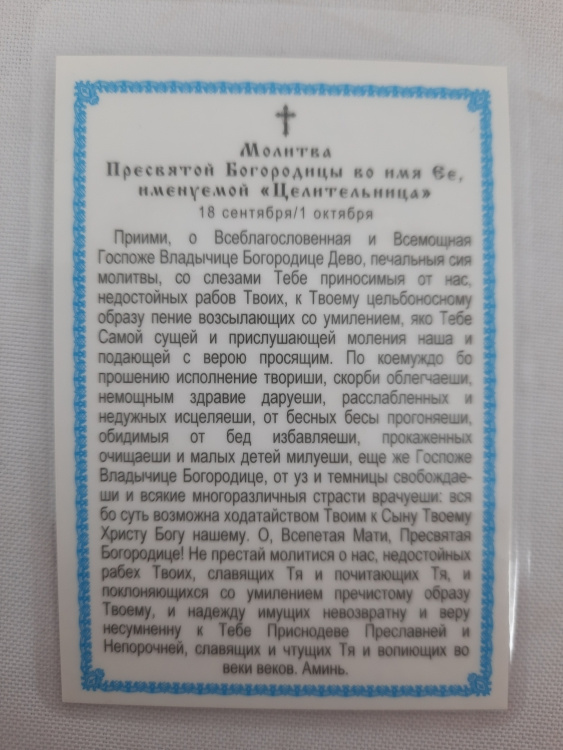 Молитва
Пресвятой Богородицы во имя Ее,
именуемой «Целительница»
18 сентября/1 октября
Приими, о Всеблагословенная и Всемощная
Госпоже Владычице Богородице Дево, печальныя сия
молитвы, со слезами Тебе приносимыя от нас,
недостойных рабов Твоих, к Твоему цельбоносному
образу пение возсылающих со умилением, яко Тебе
Самой сущей и прислушающей моления наша и
подающей с верою просящим. По коемуждо бо
прошению исполнение твориши, скорби облегчаеши,
немощным здравие даруеши, расслабленных и
недужных исцеляеши, от бесных бесы прогоняеши,
обидимыя от бед избавляеши, прокаженных
очищаеши и малых детей милуеши, еще же Госпоже
Владычице Богородице, от уз и темницы свобождае-
ши и всякие многоразличныя страсти врачуеши: вся
бо суть возможна ходатайством Твоим к Сыну Твоему
Христу Богу нашему. О, Всепетая Мати, Пресвятая
Богородице! Не престай молитися о нас, недостойных
рабех Твоих, славящих Тя и почитающих Тя, и
поклоняющихся со умилением пречистому образу
Твоему, и надежду имущих невозвратну и веру
несумненну к Тебе Приснодеве Преславней и
Непорочней, славящих и чтущих Тя и вопиющих во
веки веков. Аминь.